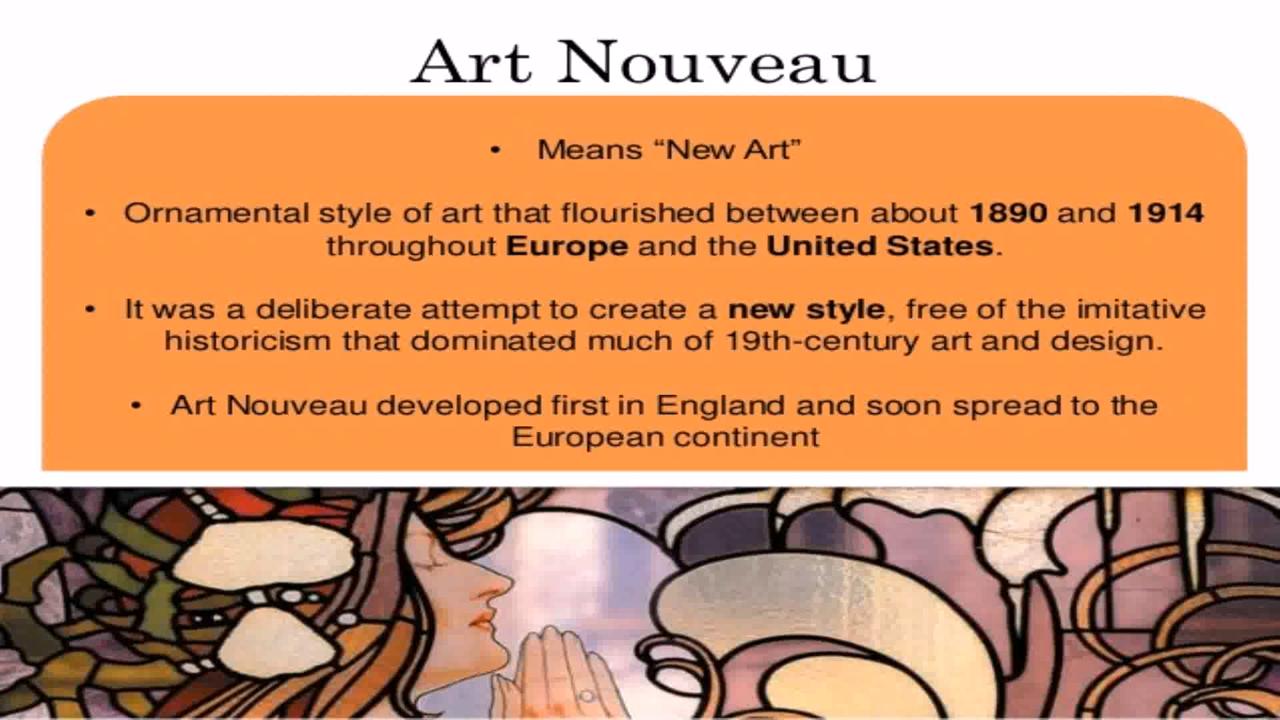 Art Nouveau
• Means “New Art”
• Ornamental style of art that flourished between about 1890 and 1914
throughout Europe and the United States.
• It was a deliberate attempt to create a new style, free of the imitative
historicism that dominated much of 19th-century art and design.
• Art Nouveau developed first in England and soon spread to the
European continent